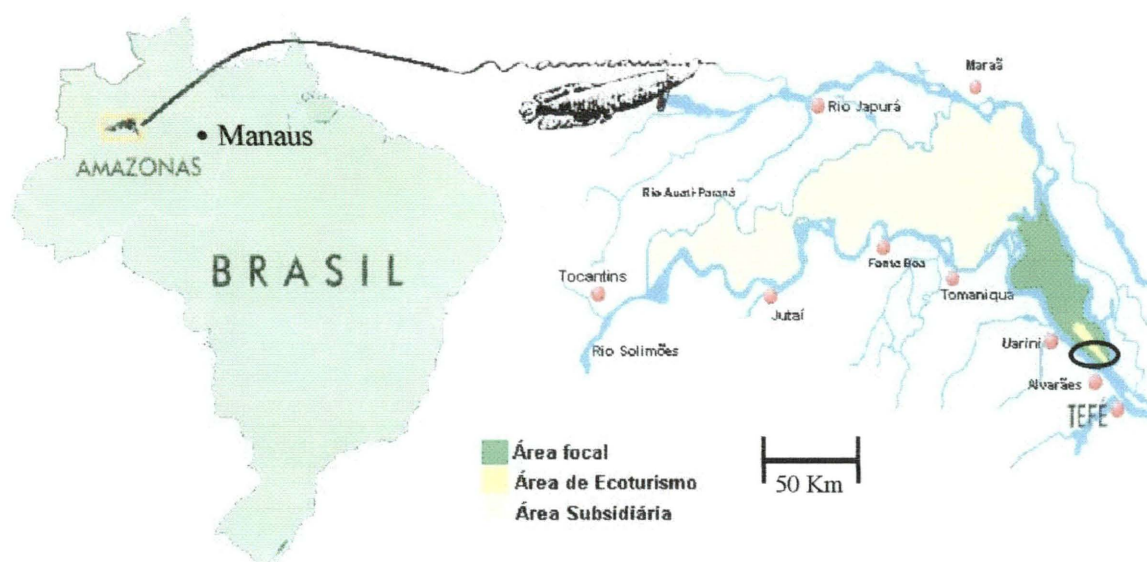 Manaus
AMAZONAS
BRASIL
Maraã
Rio Japurá
Rio Auati-Paraná
Fonte Boa
Tocantins
Tomaniqua
Jutaí
Uarini
Rio Solimões
Alvarães
TEFÉ
Área focal
Área de Ecoturismo
Área Subsidiária
50 Km